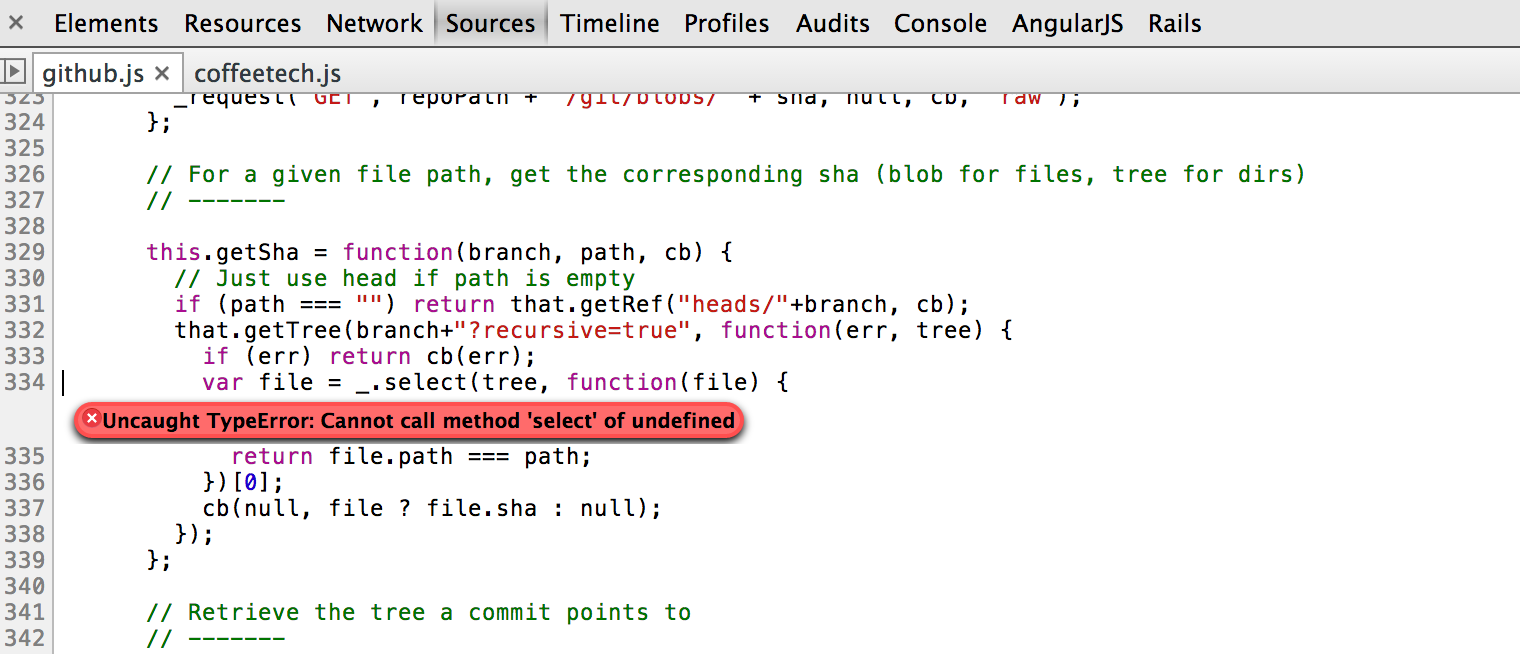 × Elements Resources Network Sources Timeline Profiles Audits Console AngularJS Rails
github.js × coffeetech.js
323 _request("GET", repoPath + "/git/blobs/" + sha, null, cb, 'raw');
324 };
325
326 // For a given file path, get the corresponding sha (blob for files, tree for dirs)
327 // -------
328
329 this.getSha = function(branch, path, cb) {
330 // Just use head if path is empty
331 if (path === "") return that.getRef("heads/"+branch, cb);
332 that.getTree(branch+"?recursive=true", function(err, tree) {
333 if (err) return cb(err);
334 var file = _.select(tree, function(file) {
Uncaught TypeError: Cannot call method 'select' of undefined
335 return file.path === path;
336 })[0];
337 cb(null, file ? file.sha : null);
338 });
339 };
340
341 // Retrieve the tree a commit points to
342 // -------